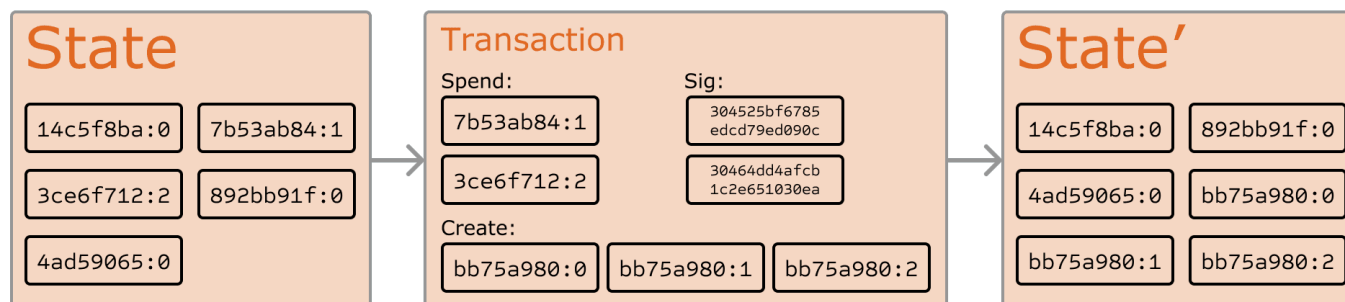 State
14c5f8ba:0 7b53ab84:1
3ce6f712:2 892bb91f:0
4ad59065:0
Transaction
Spend: Sig:
7b53ab84:1
304525bf6785
edcd79ed090c
3ce6f712:2
30464dd4afcb
1c2e651030ea
Create:
bb75a980:0 bb75a980:1 bb75a980:2
State’
14c5f8ba:0 892bb91f:0
4ad59065:0 bb75a980:0
bb75a980:1 bb75a980:2